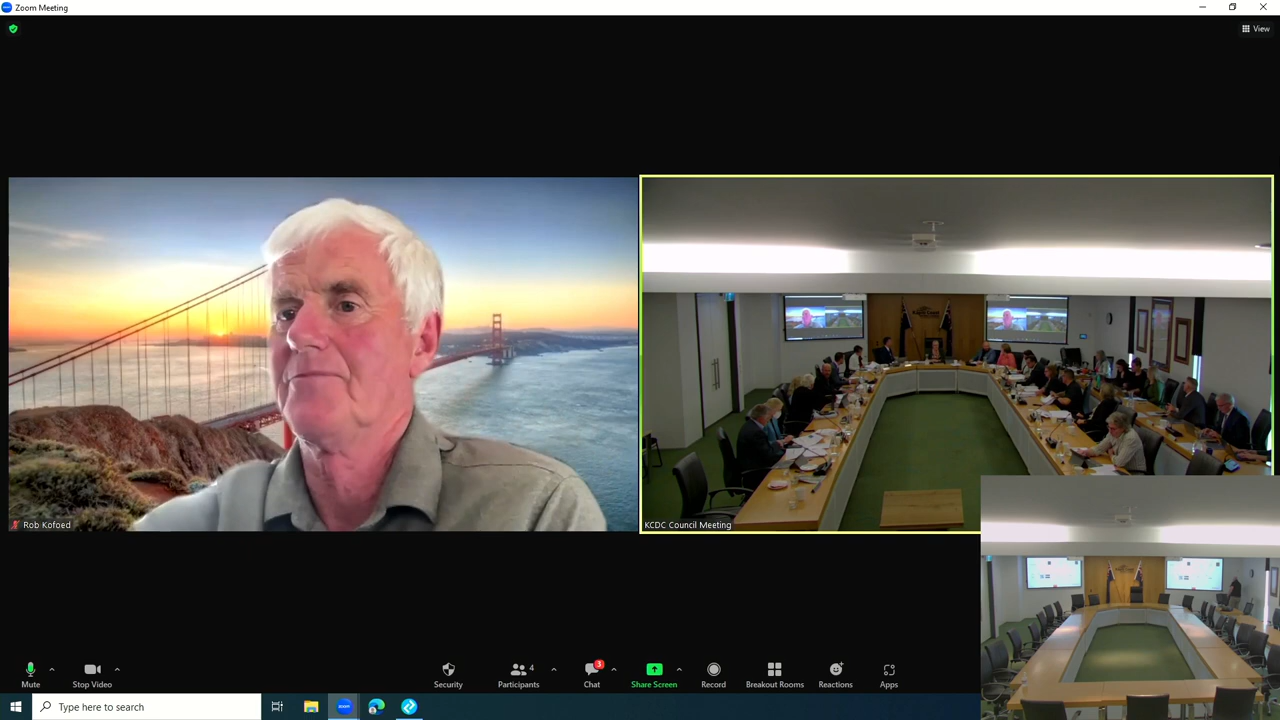 Zoom Meeting
View
Rob Kofoed
KCDC Council Meeting
Mute
Stop Video
Security
Participants
4
Chat
3
Share Screen
Record
Breakout Rooms
Reactions
Apps
Type here to search
zoom